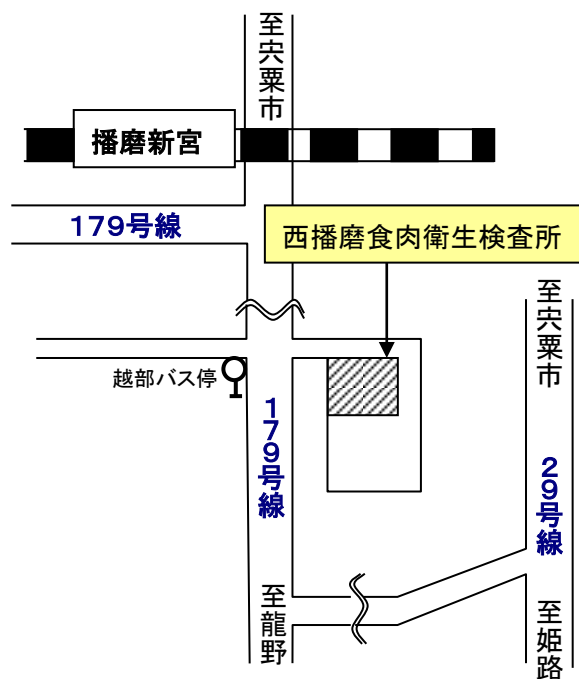 至宍粟市
播磨新宮
179号線
西播磨食肉衛生検査所
至宍粟市
越部バス停
179号線
29号線
至龍野
至姫路